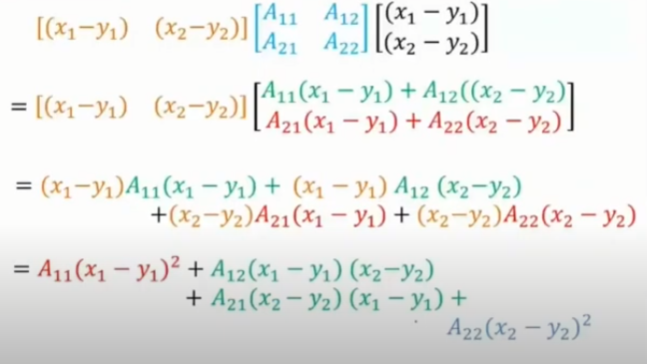 [(x₁−y₁) (x₂−y₂)] [A₁₁ A₁₂] [(x₁ − y₁)]
[A₂₁ A₂₂] [(x₂ − y₂)]
= [(x₁−y₁) (x₂−y₂)] [A₁₁(x₁ − y₁) + A₁₂((x₂ − y₂)]
[A₂₁(x₁ − y₁) + A₂₂(x₂ − y₂)].
= (x₁−y₁)A₁₁(x₁ − y₁) + (x₁ − y₁) A₁₂ (x₂−y₂)
+(x₂−y₂)A₂₁(x₁ − y₁) + (x₂−y₂)A₂₂(x₂ − y₂)
= A₁₁(x₁ − y₁)² + A₁₂(x₁ − y₁) (x₂−y₂)
+ A₂₁(x₂ − y₂) (x₁ − y₁) +
A₂₂(x₂ − y₂)²